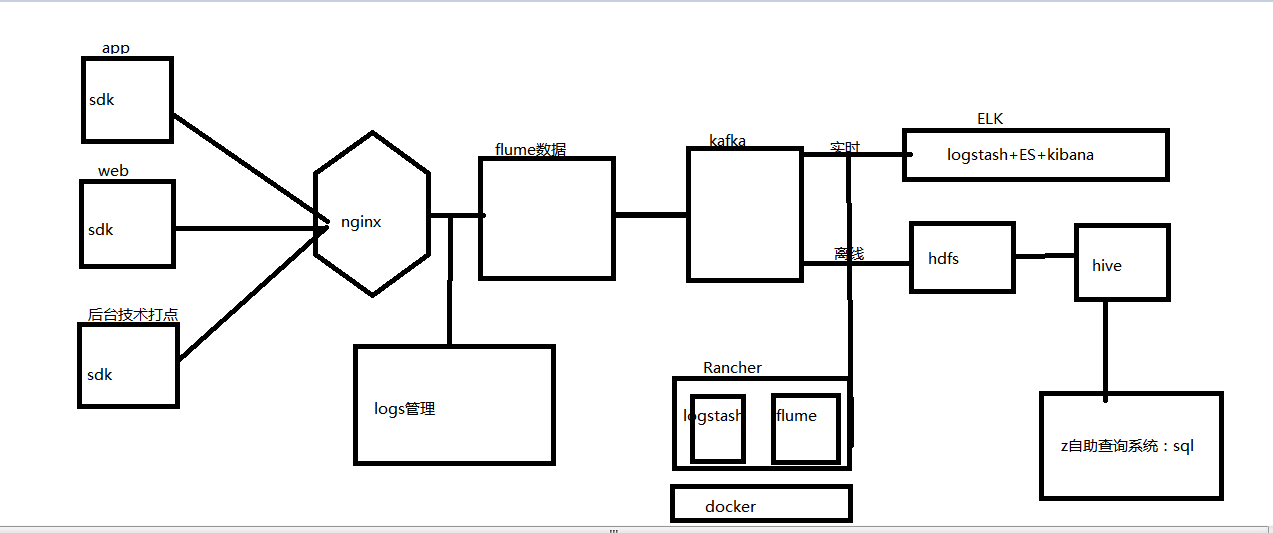 app
sdk
web
sdk
后台技术打点
sdk
nginx
logs管理
flume数据
kafka
实时
离线
ELK
logstash+ES+kibana
hdfs
hive
z自助查询系统：sql
Rancher
logstash
flume
docker